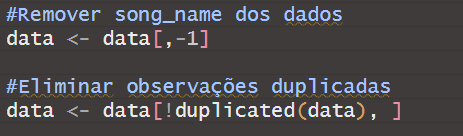 #Remover song_name dos dados
data <- data[,-1]
#Eliminar observações duplicadas
data <- data[!duplicated(data), ]